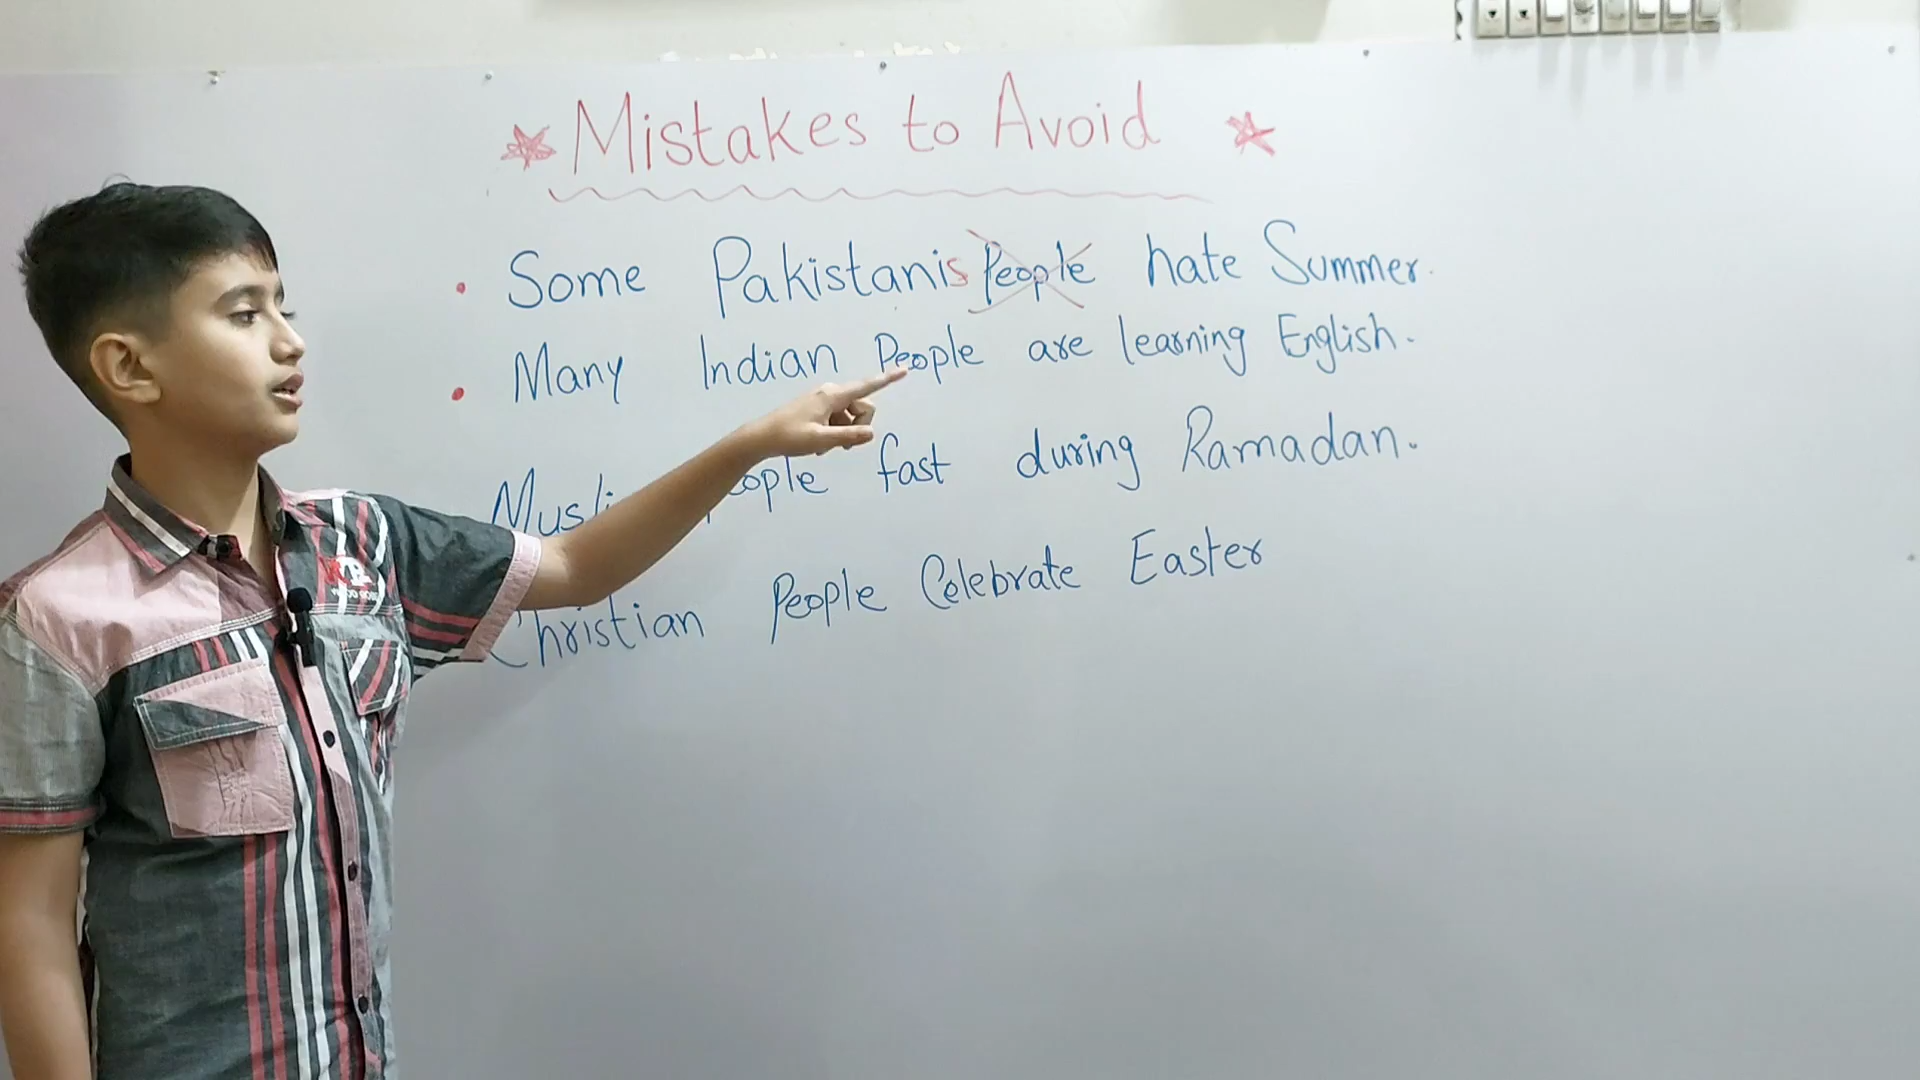 Mistakes to Avoid
Some Pakistanis People hate Summer.
Many Indian People are learning English.
fast during Ramadan.
Christian People Celebrate Easter